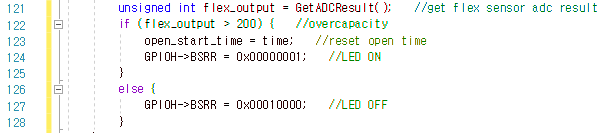 121 unsigned int flex_output = GetADCResult(); //get flex sensor adc result
122 if (flex_output > 200) { //overcapacity
123 open_start_time = time; //reset open time
124 GPIOH->BSRR = 0x00000001; //LED ON
125 }
126 else {
127 GPIOH->BSRR = 0x00010000; //LED OFF
128 }